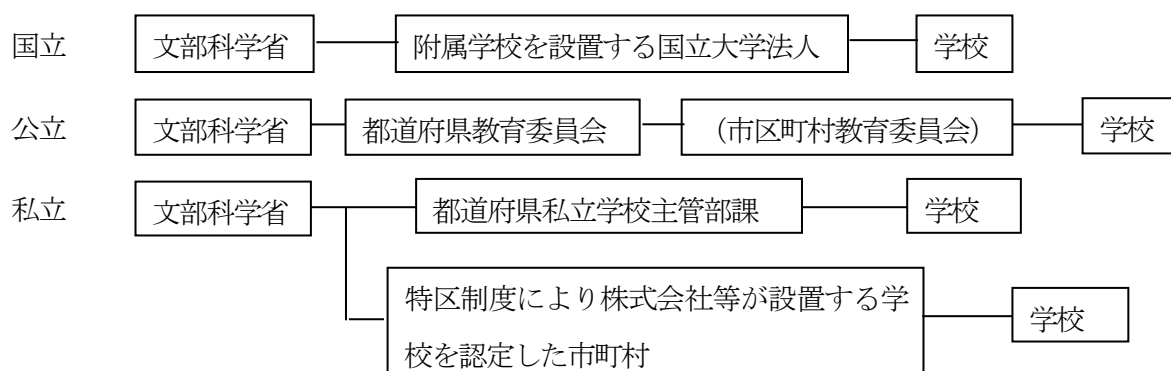 国立 文部科学省 附属学校を設置する国立大学法人 学校
公立 文部科学省 都道府県教育委員会 （市区町村教育委員会） 学校
私立 文部科学省 都道府県私立学校主管部課 学校
特区制度により株式会社等が設置する学
校を認定した市町村
学校